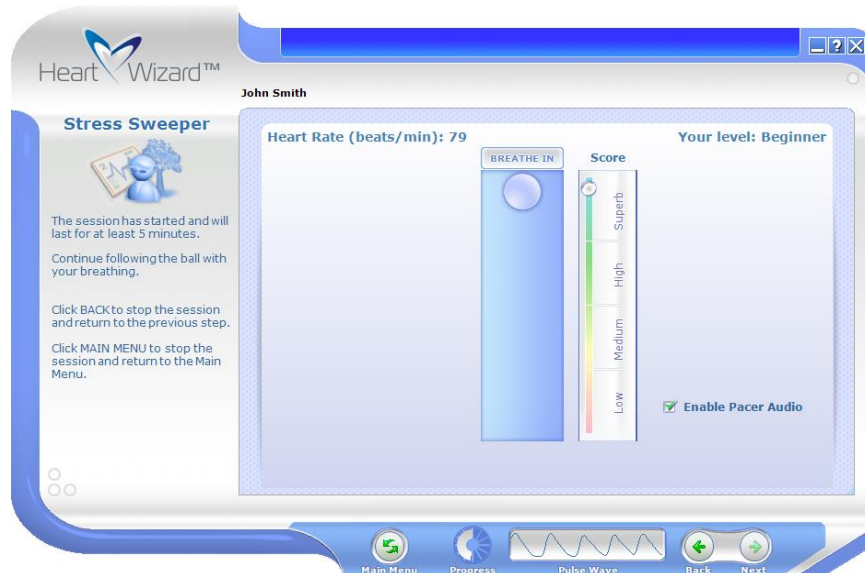 Heart Wizard™
John Smith
Stress Sweeper
The session has started and will
last for at least 5 minutes.
Continue following the ball with
your breathing.
Click BACK to stop the session
and return to the previous step.
Click MAIN MENU to stop the
session and return to the Main
Menu.
Heart Rate (beats/min): 79
Your level: Beginner
BREATHE IN
Score
Superb
High
Medium
Low
Enable Pacer Audio
Main Menu
Progress
Pulse Wave
Back
Next